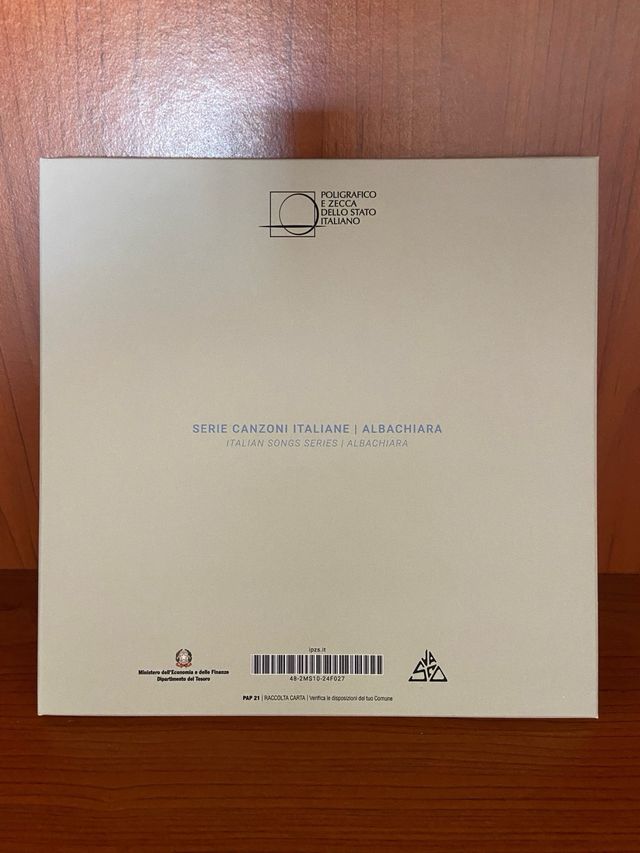 POLIGRAFICO
E ZECCA
DELLO STATO
ITALIANO
SERIE CANZONI ITALIANE | ALBACHIARA
ITALIAN SONGS SERIES | ALBACHIARA
Ministero dell'Economia e delle Finanze
Dipartimento del Tesoro
ipzs.it
48-2MS10-24F027
VASCO
PAP 21 | RACCOLTA CARTA | Verifica le disposizioni del tuo Comune